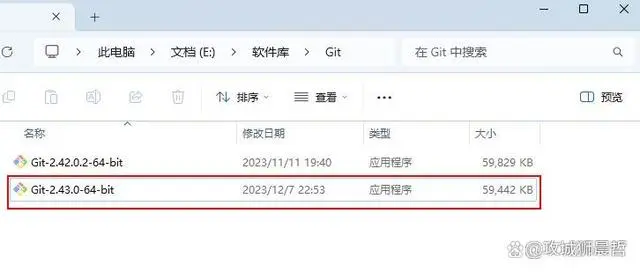 此电脑 > 文档 (E:) > 软件库 > Git
在 Git 中搜索
排序 查看 ... 预览
名称 修改日期 类型 大小
Git-2.42.0.2-64-bit 2023/11/11 19:40 应用程序 59,829 KB
Git-2.43.0-64-bit 2023/12/7 22:53 应用程序 59,442 KB
攻城狮晨哲